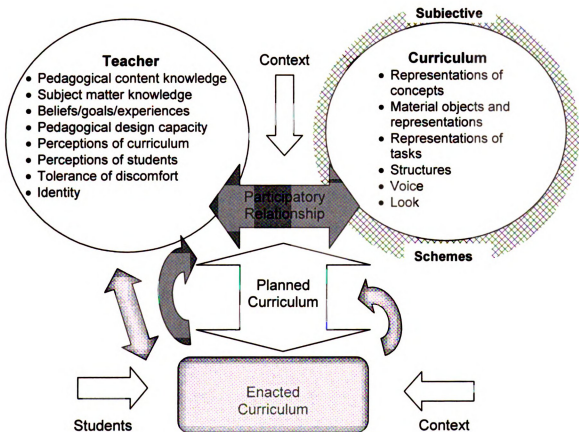 Subjective
Teacher
• Pedagogical content knowledge
• Subject matter knowledge
• Beliefs/goals/experiences
• Pedagogical design capacity
• Perceptions of curriculum
• Perceptions of students
• Tolerance of discomfort
• Identity
Context
Curriculum
• Representations of
concepts
• Material objects and
representations
• Representations of
tasks
• Structures
• Voice
• Look
Schemes
Participatory
Relationship
Planned
Curriculum
Enacted
Curriculum
Students
Context